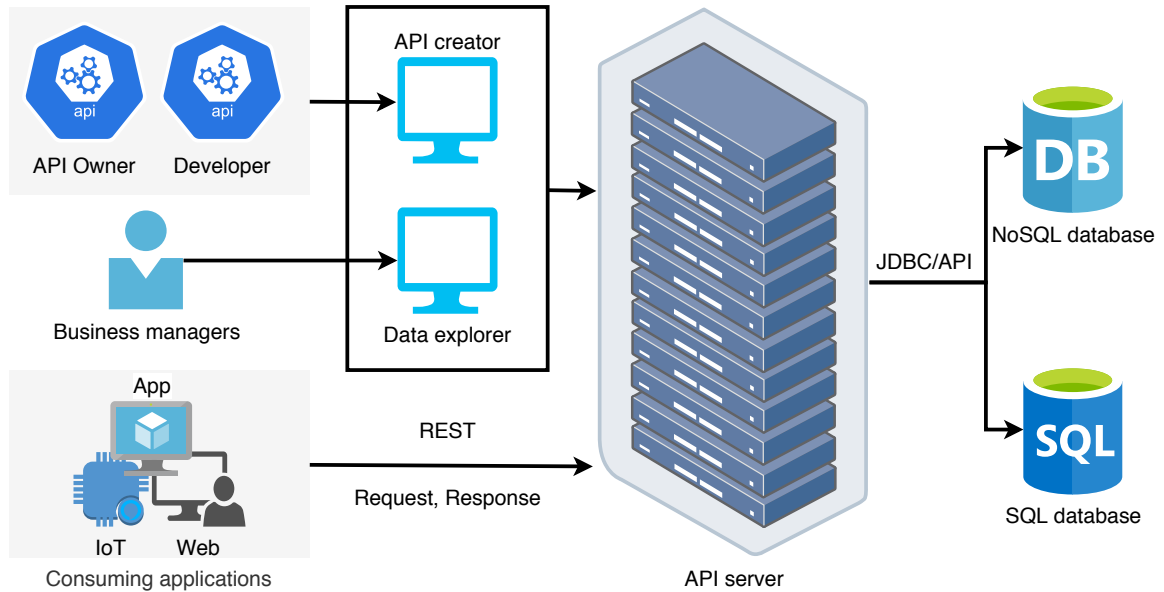 api
api
API Owner
Developer
Business managers
API creator
Data explorer
App
IoT
Web
Consuming applications
REST
Request, Response
API server
JDBC/API
DB
NoSQL database
SQL
SQL database